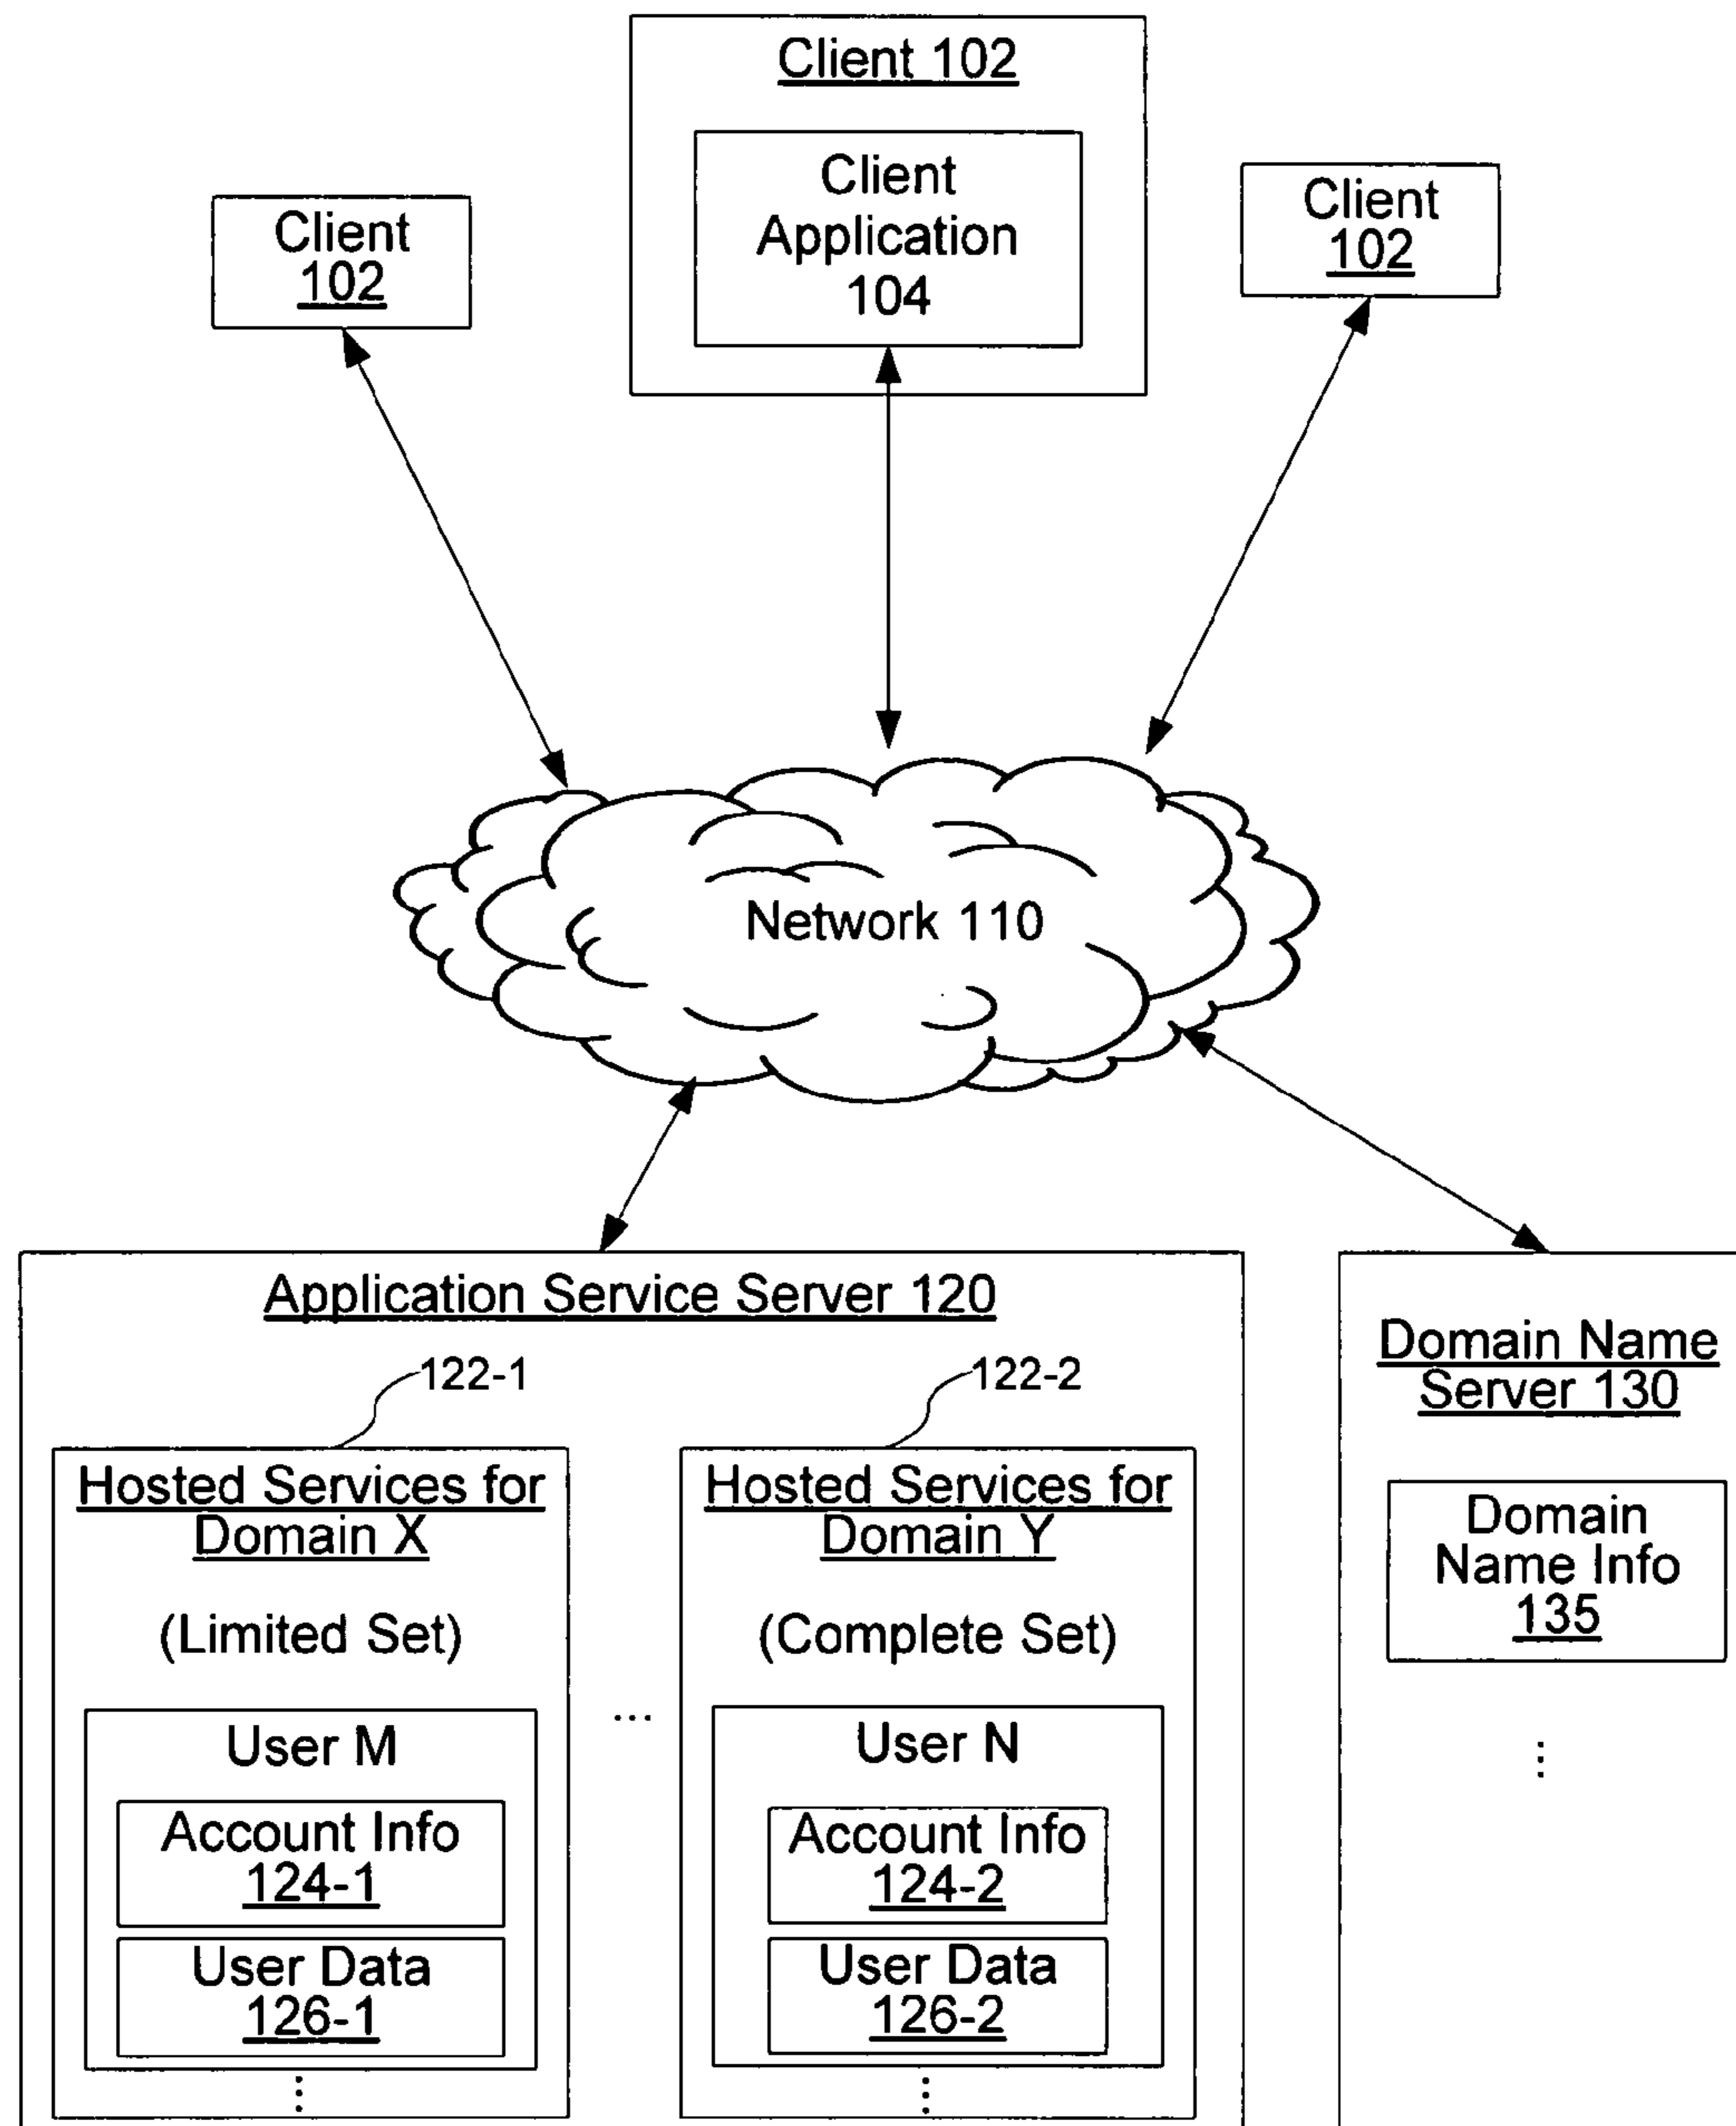 Client 102
Client
Application
104
Client
102
Client
102
Network 110
Application Service Server 120
122-1
122-2
Hosted Services for
Domain X
(Limited Set)
User M
Account Info
124-1
User Data
126-1
...
Hosted Services for
Domain Y
(Complete Set)
User N
Account Info
124-2
User Data
126-2
Domain Name
Server 130
Domain
Name Info
135